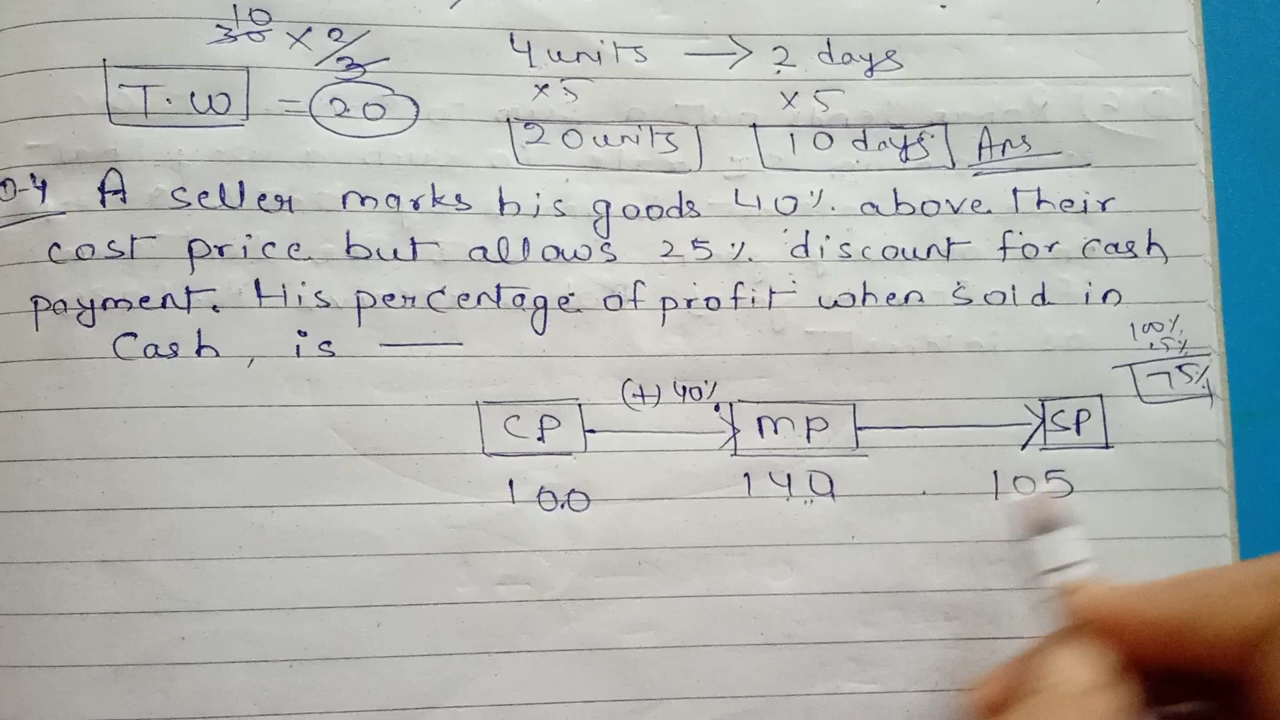 10
30 × 2/3
T.W = 20
4 units → 2 days
×5 ×5
20 units 10 days Ans
Q-4 A seller marks his goods 40% above their
cost price but allows 25% discount for cash
payment. His percentage of profit when sold in
Cash, is —
100%
75%
(+) 40%
CP MP SP
100 140 105